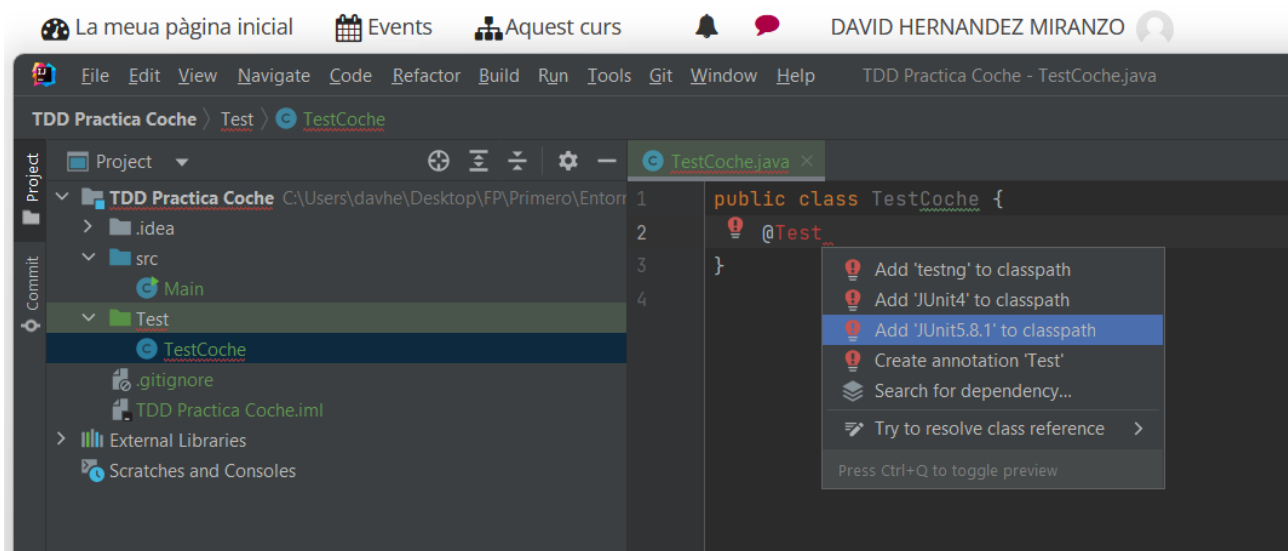 La meua pàgina inicial Events Aquest curs DAVID HERNANDEZ MIRANZO
File Edit View Navigate Code Refactor Build Run Tools Git Window Help TDD Practica Coche - TestCoche.java
TDD Practica Coche Test TestCoche
Project
Commit
Project
TDD Practica Coche C:\Users\davhe\Desktop\FP\Primero\Entorr
.idea
src
Main
Test
TestCoche
.gitignore
TDD Practica Coche.iml
External Libraries
Scratches and Consoles
TestCoche.java
1 public class TestCoche {
2 @Test
3 }
4
Add 'testng' to classpath
Add 'JUnit4' to classpath
Add 'JUnit5.8.1' to classpath
Create annotation 'Test'
Search for dependency...
Try to resolve class reference
Press Ctrl+Q to toggle preview